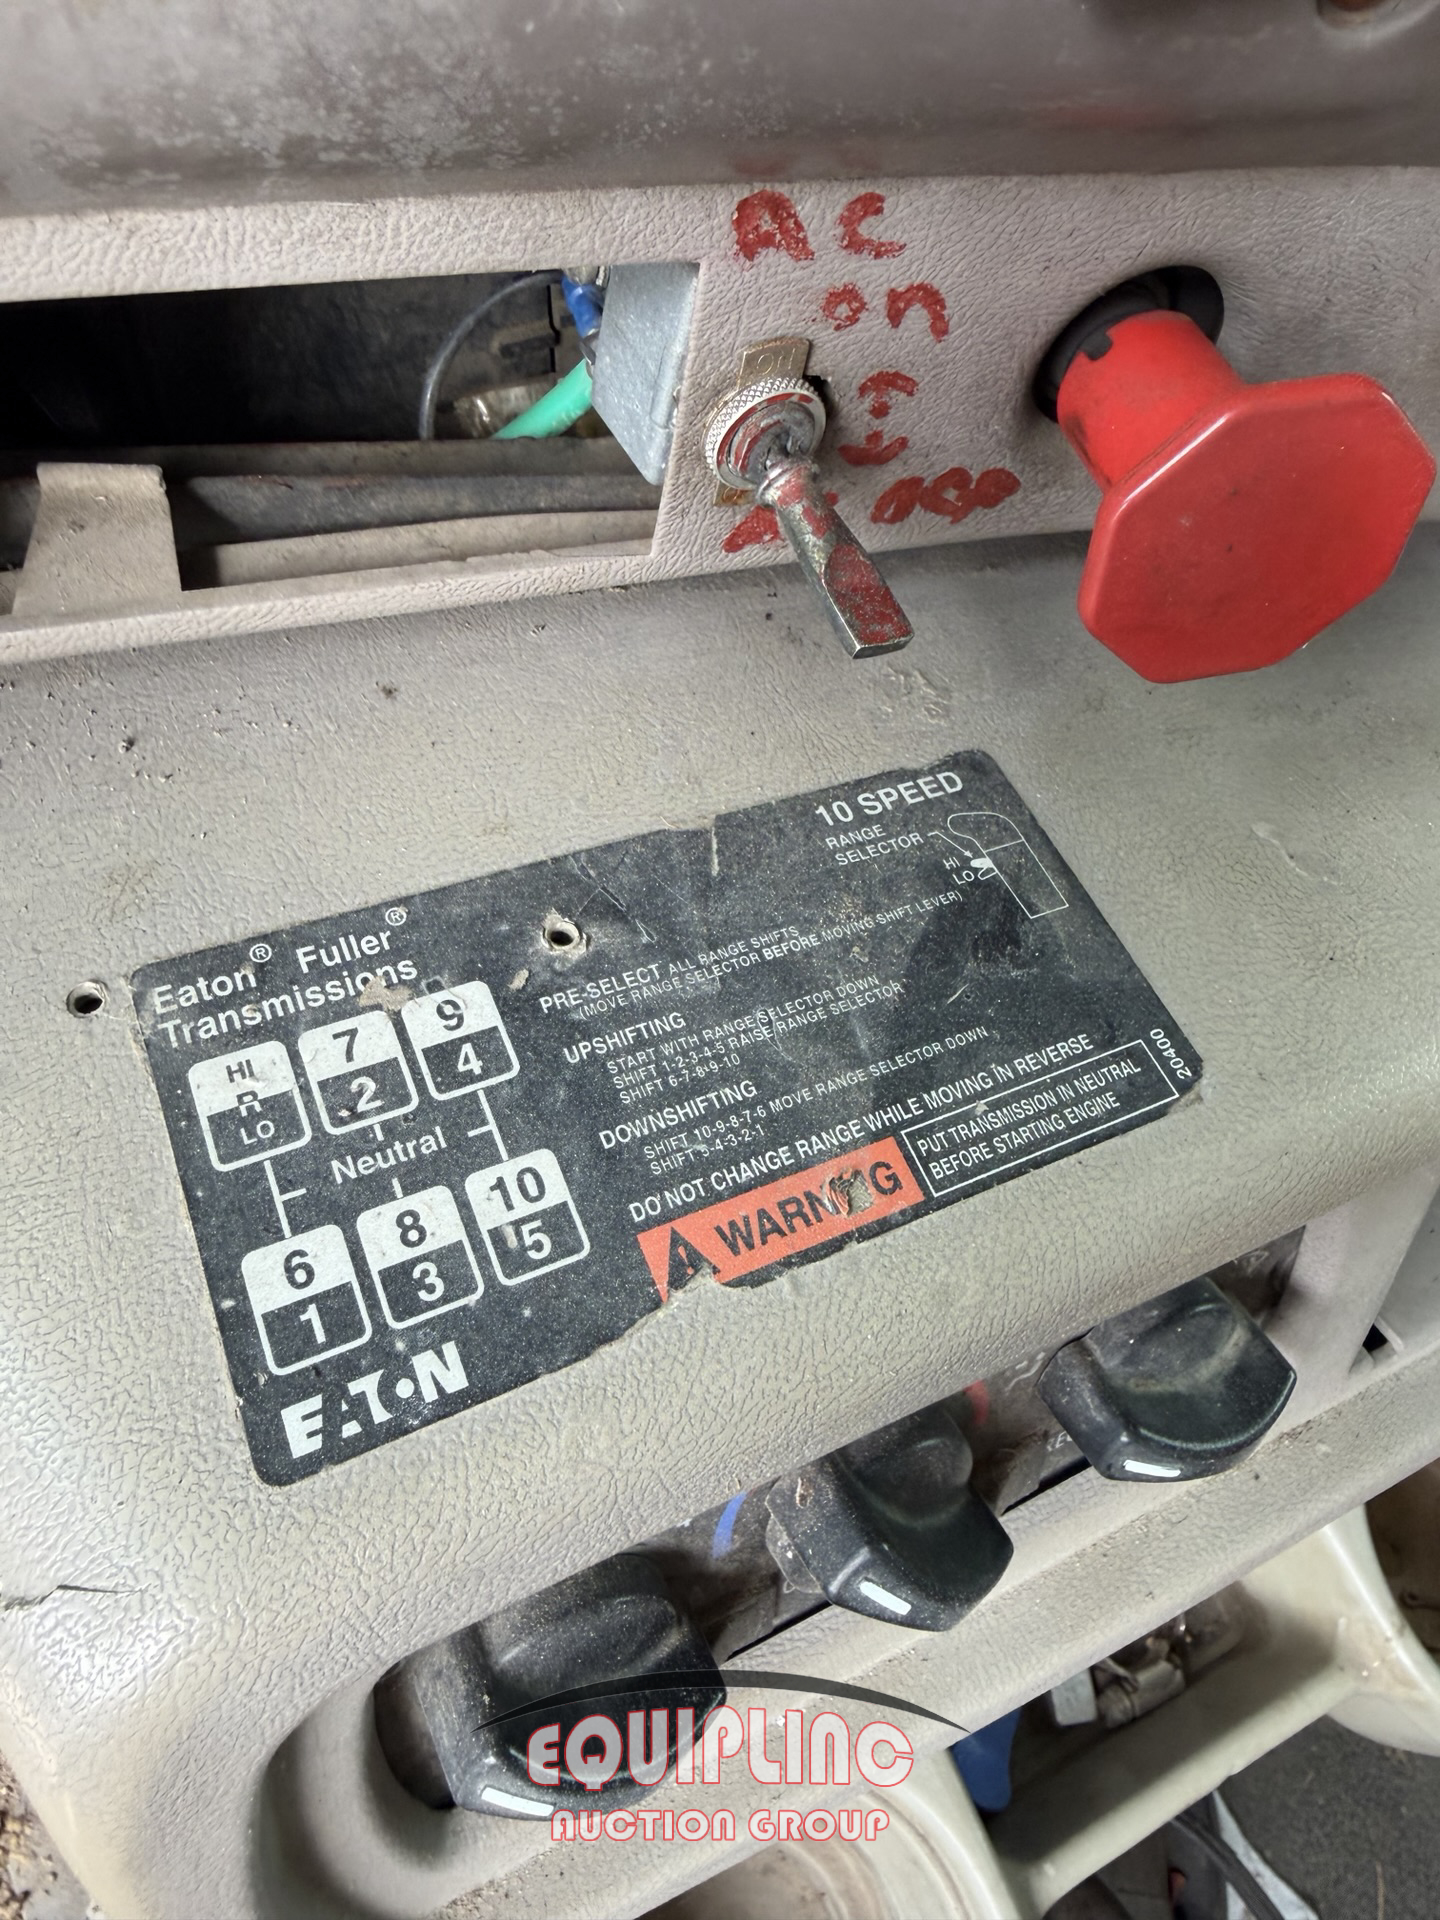 AC
on
ON
10 SPEED
RANGE
SELECTOR
HI
LO
Eaton® Fuller®
Transmissions
HI
R
LO
7
2
9
4
Neutral
6
1
8
3
10
5
EATON
PRE-SELECT ALL RANGE SHIFTS
(MOVE RANGE SELECTOR BEFORE MOVING SHIFT LEVER)
UPSHIFTING
START WITH RANGE SELECTOR DOWN
SHIFT 1-2-3-4-5 RAISE RANGE SELECTOR
SHIFT 6-7-8-9-10
DOWNSHIFTING
SHIFT 10-9-8-7-6 MOVE RANGE SELECTOR DOWN
SHIFT 5-4-3-2-1
DO NOT CHANGE RANGE WHILE MOVING IN REVERSE
! WARNING
PUT TRANSMISSION IN NEUTRAL
BEFORE STARTING ENGINE
20400
EQUIPLINC
AUCTION GROUP